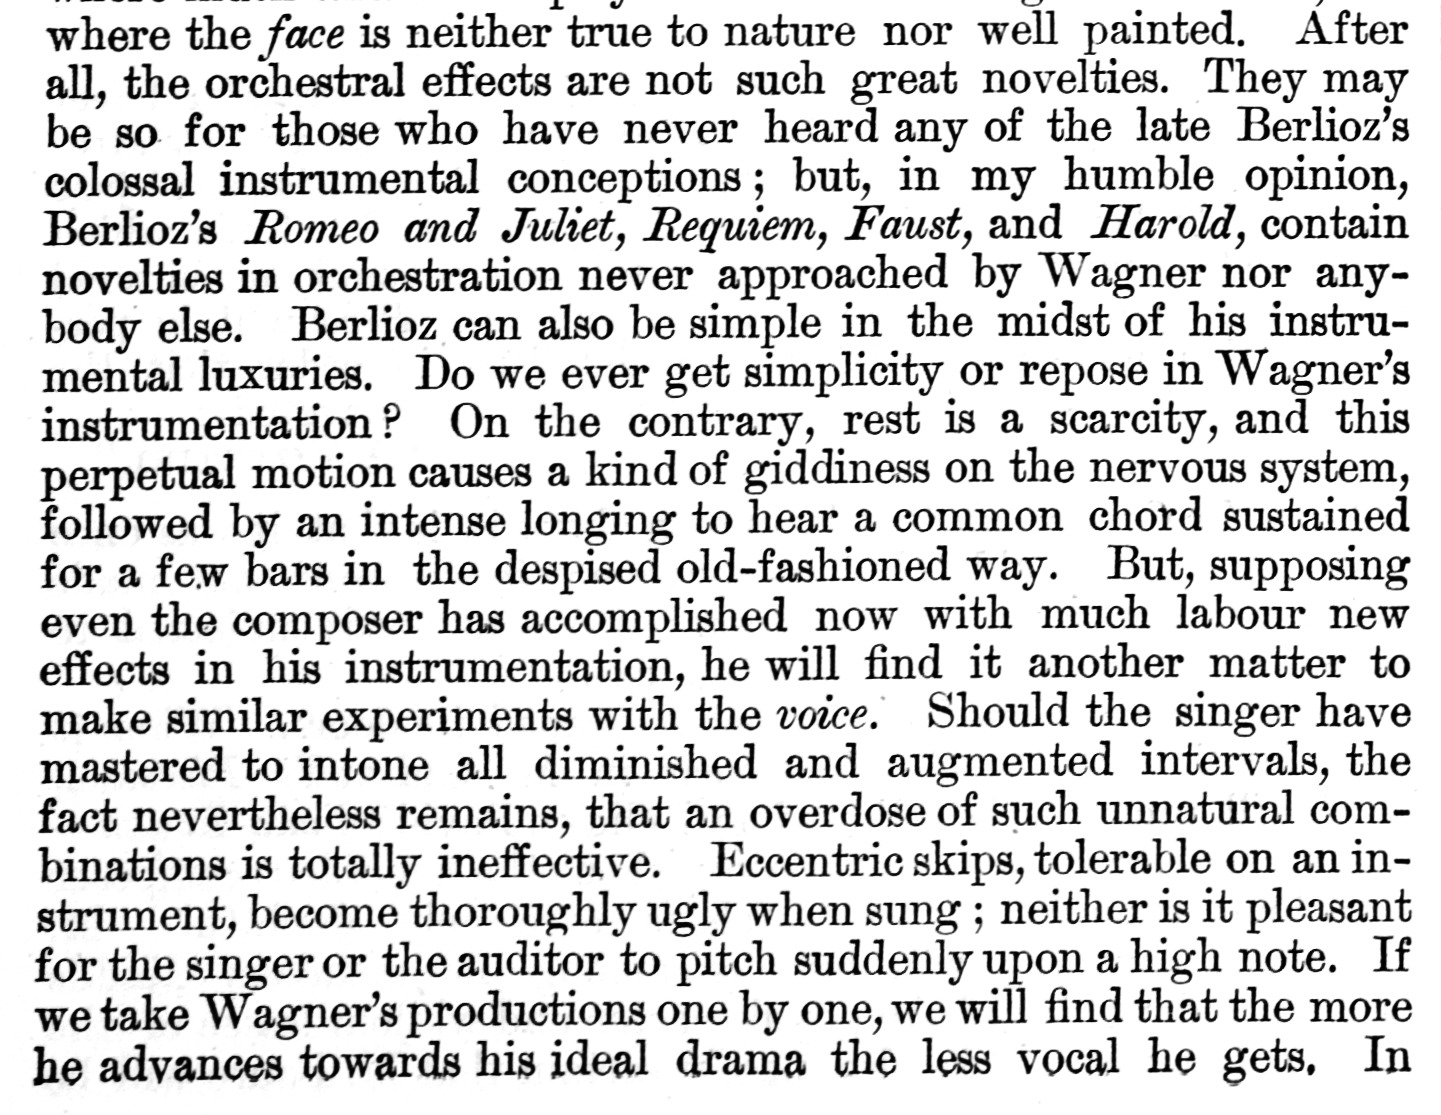 where the face is neither true to nature nor well painted. After
all, the orchestral effects are not such great novelties. They may
be so for those who have never heard any of the late Berlioz's
colossal instrumental conceptions; but, in my humble opinion,
Berlioz's Romeo and Juliet, Requiem, Faust, and Harold, contain
novelties in orchestration never approached by Wagner nor any-
body else. Berlioz can also be simple in the midst of his instru-
mental luxuries. Do we ever get simplicity or repose in Wagner's
instrumentation? On the contrary, rest is a scarcity, and this
perpetual motion causes a kind of giddiness on the nervous system,
followed by an intense longing to hear a common chord sustained
for a few bars in the despised old-fashioned way. But, supposing
even the composer has accomplished now with much labour new
effects in his instrumentation, he will find it another matter to
make similar experiments with the voice. Should the singer have
mastered to intone all diminished and augmented intervals, the
fact nevertheless remains, that an overdose of such unnatural com-
binations is totally ineffective. Eccentric skips, tolerable on an in-
strument, become thoroughly ugly when sung; neither is it pleasant
for the singer or the auditor to pitch suddenly upon a high note. If
we take Wagner's productions one by one, we will find that the more
he advances towards his ideal drama the less vocal he gets. In